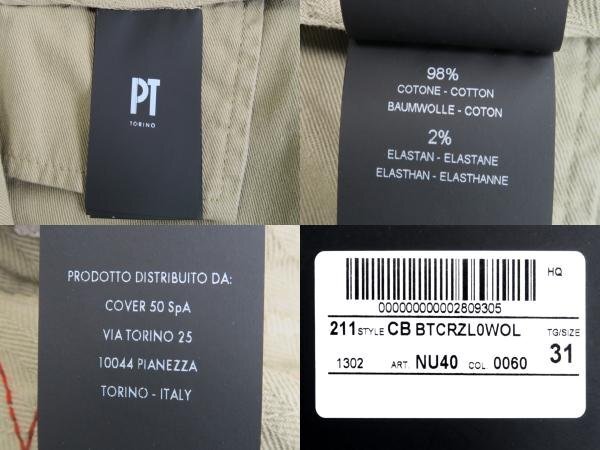 PT
TORINO
98%
COTONE - COTTON
BAUMWOLLE - COTON
2%
ELASTAN - ELASTANE
ELASTHAN - ELASTHANNE
PRODOTTO DISTRIBUITO DA:
COVER 50 SpA
VIA TORINO 25
10044 PIANEZZA
TORINO - ITALY
HQ
000000000002809305
211 STYLE CB BTCRZL0WOL TG/SIZE
1302 ART. NU40 COL. 0060 31